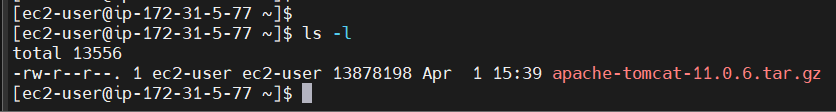 [ec2-user@ip-172-31-5-77 ~]$
[ec2-user@ip-172-31-5-77 ~]$ ls -l
total 13556
-rw-r--r--. 1 ec2-user ec2-user 13878198 Apr  1 15:39 apache-tomcat-11.0.6.tar.gz
[ec2-user@ip-172-31-5-77 ~]$